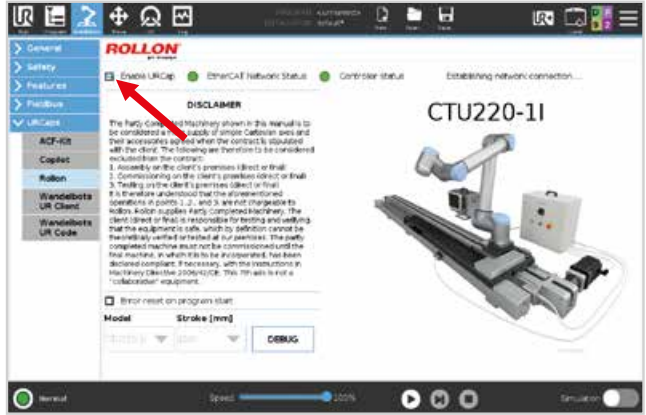 General
Safety
Features
Fieldbus
URCaps
ACF-Kit
Copilot
Rollon
Wandelbots
UR Client
Wandelbots
UR Code
ROLLON
Enable URCap
EtherCAT Network Status
Controller status
Establishing network connection...
DISCLAIMER
The Partly Completed Machinery shown in this manual is to
be considered a mere supply of simple Cartesian axes and
their accessories agreed when the contract is stipulated
with the client. The following are therefore to be considered
excluded from the contract:
1. Assembly on the client's premises (direct or final)
2. Commissioning on the client's premises (direct or final)
3. Testing on the client's premises (direct or final)
It is therefore understood that the aforementioned
operations in points 1.,2., and 3. are not chargeable to
Rollon. Rollon supplies Partly Completed Machinery. The
client (direct or final) is responsible for testing and verifying
that the equipment is safe, which by definition cannot be
theoretically verified or tested at our premises. The partly
completed machine must not be commissioned until the
final machine, in which it is to be incorporated, has been
declared compliant, if necessary, with the instructions in
Machinery Directive 2006/42/CE. This 7th axis is not a
"collaborative" equipment.
CTU220-1I
Error reset on program start
Model
Stroke [mm]
DEBUG
Normal
Speed
100%
Simulation